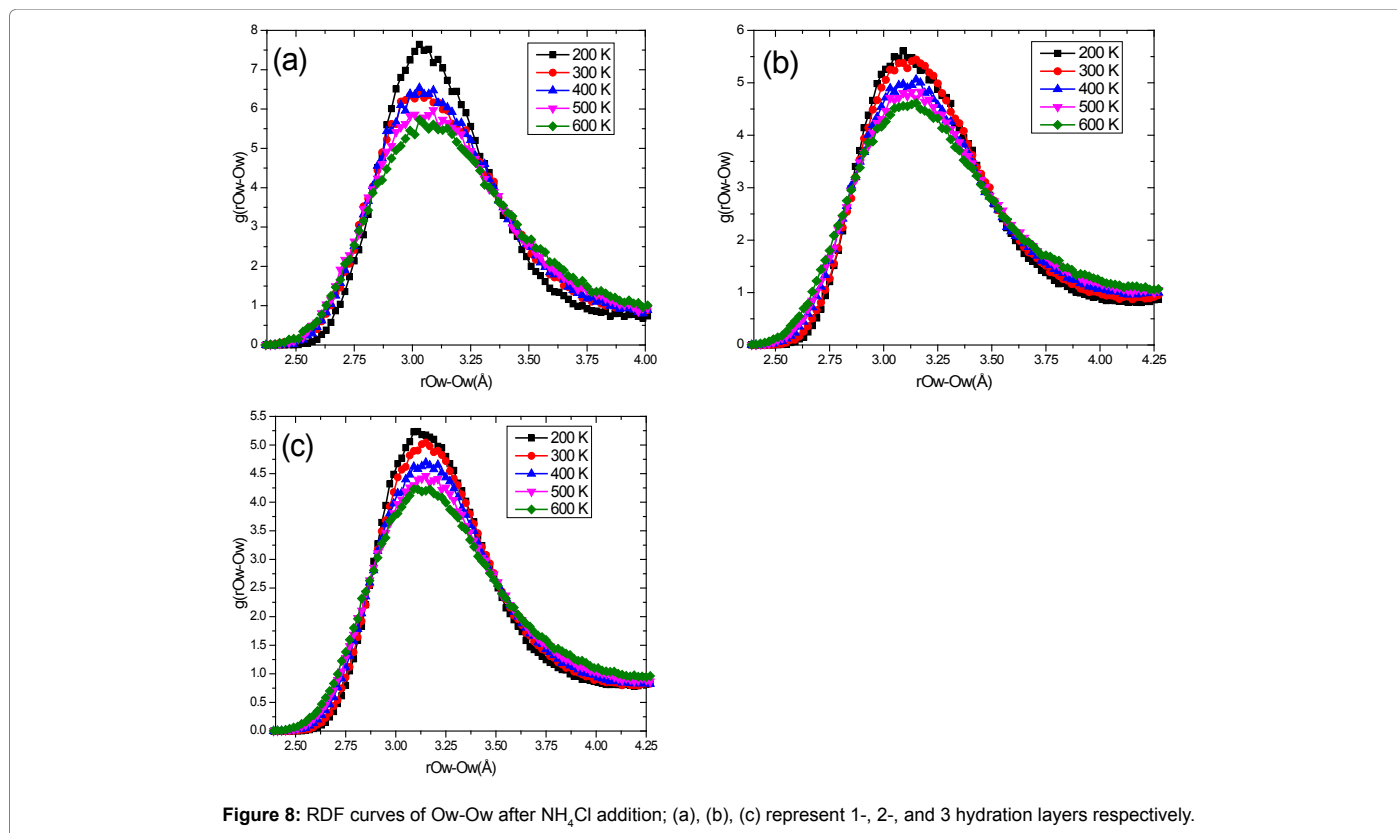 (a)
200 K
300 K
400 K
500 K
600 K
8
7
6
5
4
3
2
1
0
g(rOw-Ow)
2.50 2.75 3.00 3.25 3.50 3.75 4.00
rOw-Ow(Å)
(b)
200 K
300 K
400 K
500 K
600 K
6
5
4
3
2
1
0
g(rOw-Ow)
2.50 2.75 3.00 3.25 3.50 3.75 4.00 4.25
rOw-Ow(Å)
(c)
200 K
300 K
400 K
500 K
600 K
5.5
5.0
4.5
4.0
3.5
3.0
2.5
2.0
1.5
1.0
0.5
0.0
g(rOw-Ow)
2.50 2.75 3.00 3.25 3.50 3.75 4.00 4.25
rOw-Ow(Å)
Figure 8: RDF curves of Ow-Ow after NH₄Cl addition; (a), (b), (c) represent 1-, 2-, and 3 hydration layers respectively.